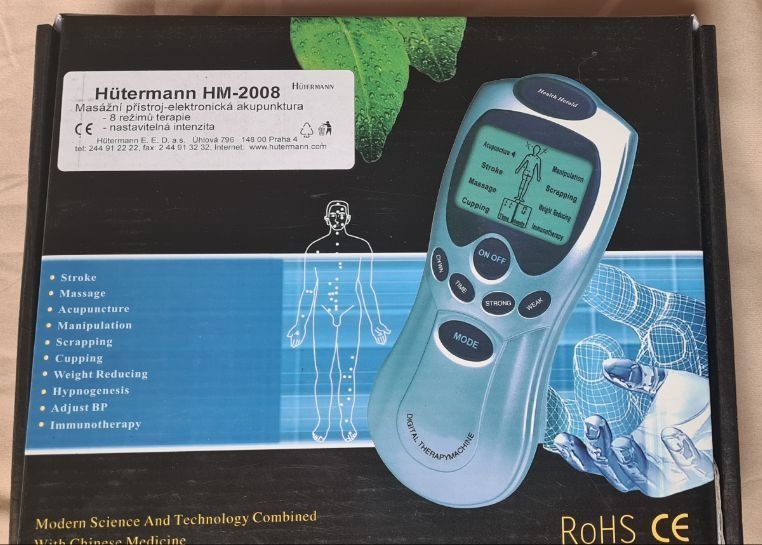 Hütermann HM-2008
HÜTERMANN
Masážní přístroj-elektronická akupunktura
- 8 režimů terapie
CE - nastavitelná intenzita
Hütermann E. E. D. a.s. Úhlová 796 148 00 Praha 4
tel: 244 91 22 22, fax: 2 44 91 32 32, Internet: www.hutermann.com
Health Herald
Acupuncture
Stroke
Massage
Cupping
Manipulation
Scrapping
Weight Reducing
Immunotherapy
ON OFF
TIME
STRONG
WEAK
MODE
DIGITAL THERAPYMACHINE
• Stroke
• Massage
• Acupuncture
• Manipulation
• Scrapping
• Cupping
• Weight Reducing
• Hypnogenesis
• Adjust BP
• Immunotherapy
Modern Science And Technology Combined
With Chinese Medicine
RoHS CE